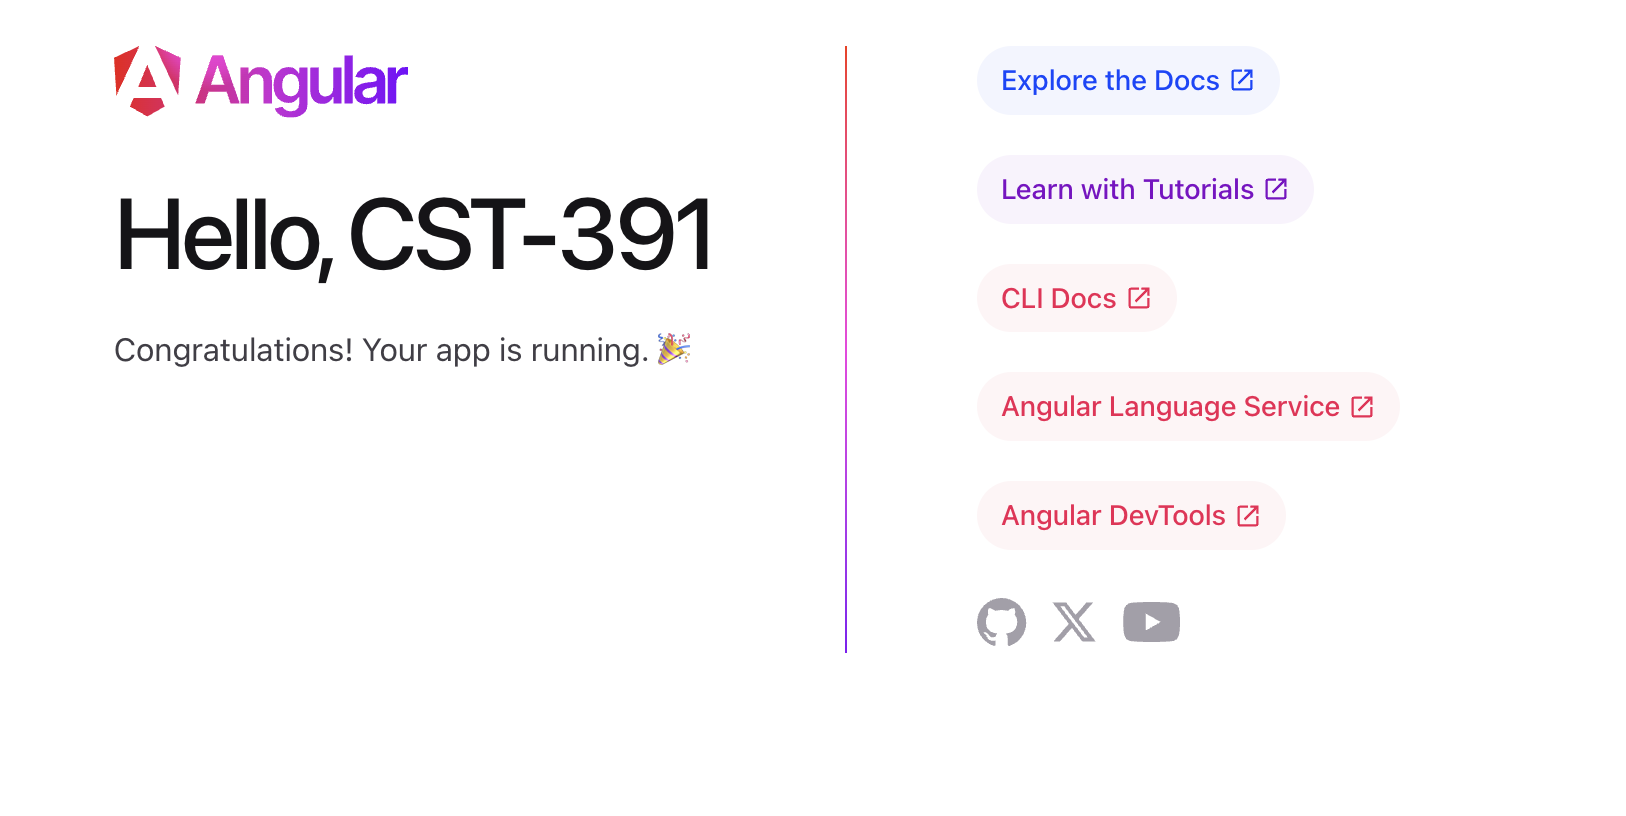 Angular
Hello, CST-391
Congratulations! Your app is running. 🎉
Explore the Docs
Learn with Tutorials
CLI Docs
Angular Language Service
Angular DevTools